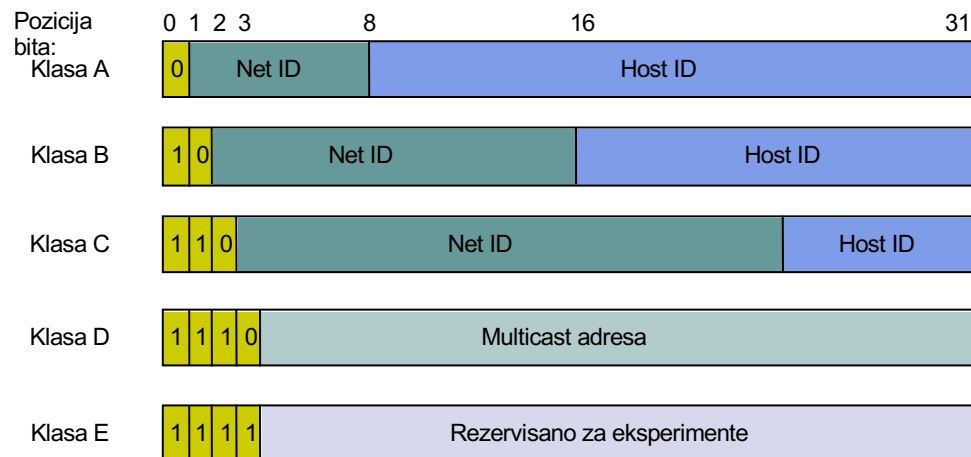 Pozicija bita: 0 1 2 3 8 16 31
Klasa A 0 Net ID Host ID
Klasa B 1 0 Net ID Host ID
Klasa C 1 1 0 Net ID Host ID
Klasa D 1 1 1 0 Multicast adresa
Klasa E 1 1 1 1 Rezervisano za eksperimente